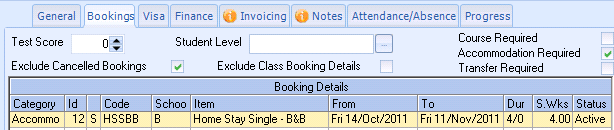 General Bookings Visa Finance Invoicing Notes Attendance/Absence Progress
Test Score 0 Student Level ... Course Required
Accommodation Required
Exclude Cancelled Bookings Exclude Class Booking Details Transfer Required
Booking Details
Category Id Code Schoo Item From To Dur S.Wks Status
Accommo 12 S HSSBB B Home Stay Single - B&B Fri 14/Oct/2011 Fri 11/Nov/2011 4/0 4.00 Active